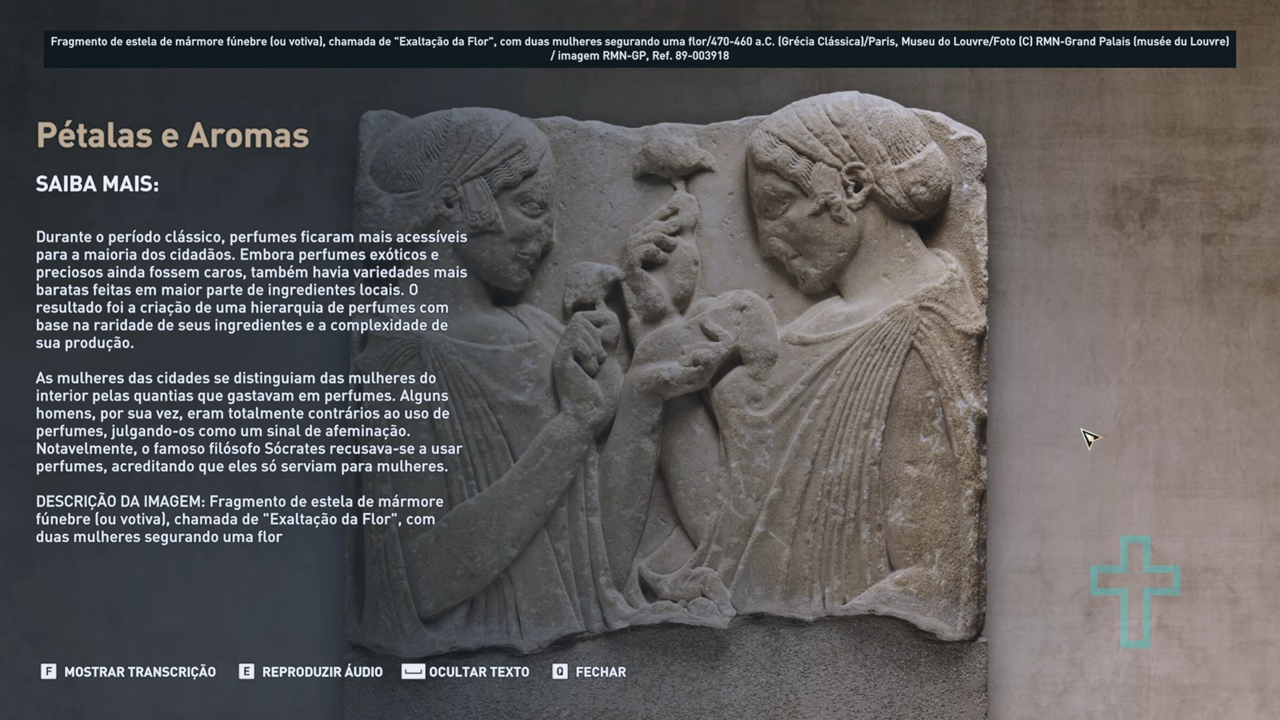 Fragmento de estela de mármore fúnebre (ou votiva), chamada de "Exaltação da Flor", com duas mulheres segurando uma flor/470-460 a.C. (Grécia Clássica)/Paris, Museu do Louvre/Foto (C) RMN-Grand Palais (musée du Louvre)
/ imagem RMN-GP, Ref. 89-003918
Pétalas e Aromas
SAIBA MAIS:
Durante o período clássico, perfumes ficaram mais acessíveis
para a maioria dos cidadãos. Embora perfumes exóticos e
preciosos ainda fossem caros, também havia variedades mais
baratas feitas em maior parte de ingredientes locais. O
resultado foi a criação de uma hierarquia de perfumes com
base na raridade de seus ingredientes e a complexidade de
sua produção.
As mulheres das cidades se distinguiam das mulheres do
interior pelas quantias que gastavam em perfumes. Alguns
homens, por sua vez, eram totalmente contrários ao uso de
perfumes, julgando-os como um sinal de afeminação.
Notavelmente, o famoso filósofo Sócrates recusava-se a usar
perfumes, acreditando que eles só serviam para mulheres.
DESCRIÇÃO DA IMAGEM: Fragmento de estela de mármore
fúnebre (ou votiva), chamada de "Exaltação da Flor", com
duas mulheres segurando uma flor
F MOSTRAR TRANSCRIÇÃO E REPRODUZIR ÁUDIO OCULTAR TEXTO Q FECHAR